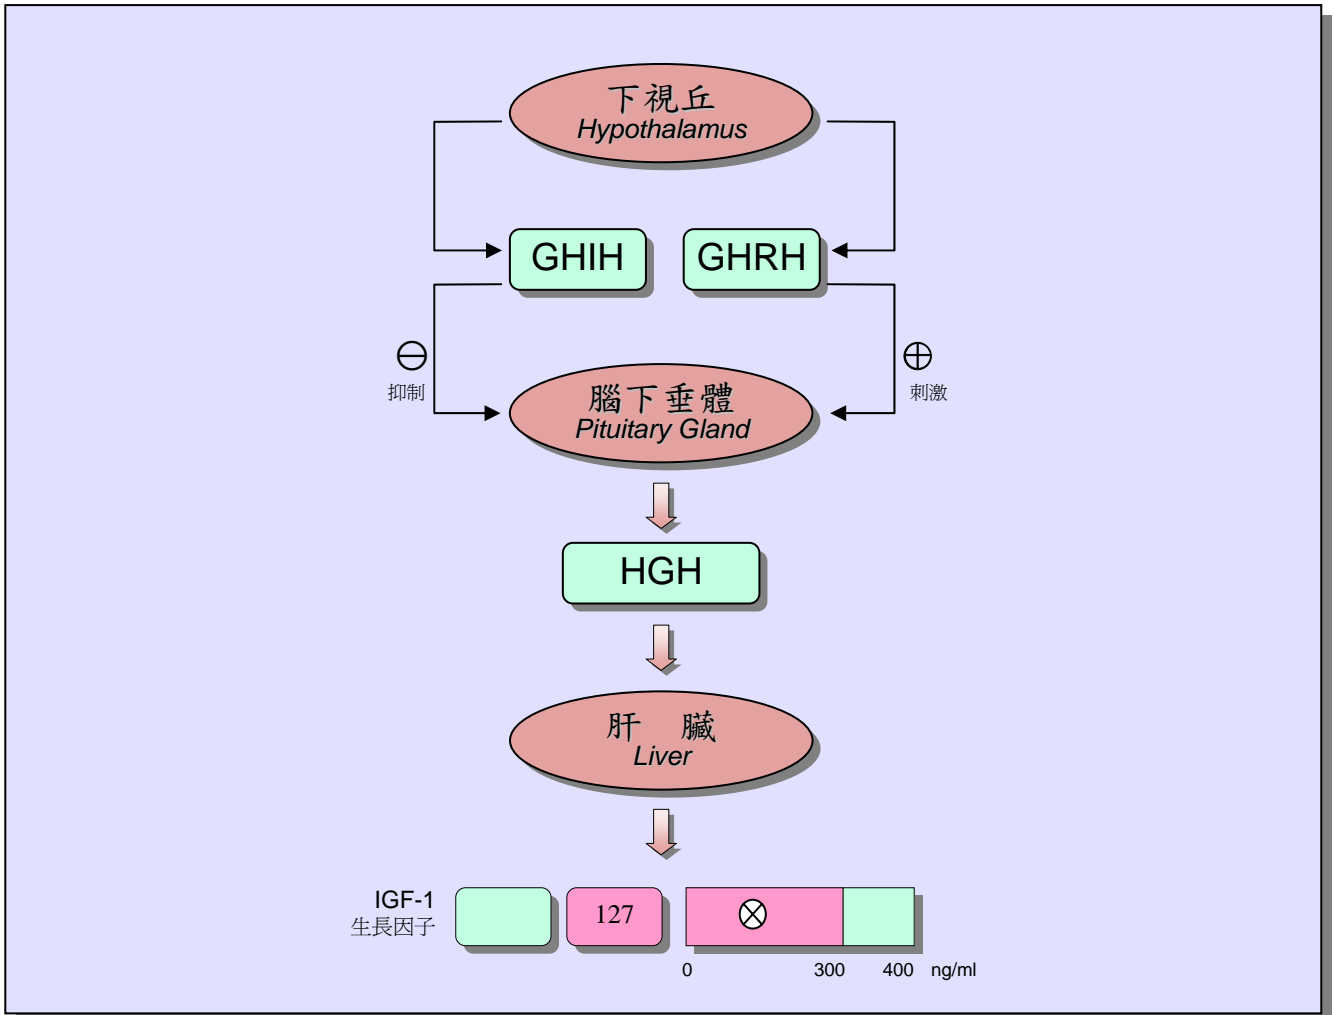 下視丘
Hypothalamus
GHIH
GHRH
抑制
刺激
腦下垂體
Pituitary Gland
HGH
肝 臟
Liver
IGF-1
生長因子
127
0 300 400 ng/ml